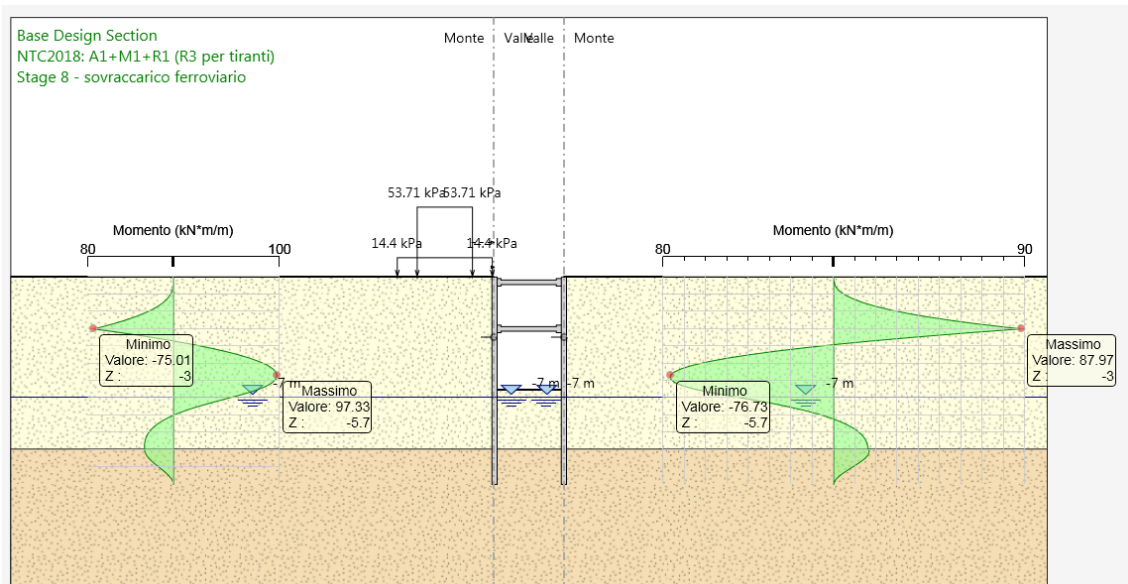 Base Design Section
NTC2018: A1+M1+R1 (R3 per tiranti)
Stage 8 - sovraccarico ferroviario
Monte
Valle
Valle
Monte
53.71 kPa
53.71 kPa
14.4 kPa
14.4 kPa
Momento (kN*m/m)
80
100
Momento (kN*m/m)
80
90
Minimo
Valore: -75.01
Z : -3
-7 m
Massimo
Valore: 97.33
Z : -5.7
-7 m
-7 m
Minimo
Valore: -76.73
Z : -5.7
-7 m
Massimo
Valore: 87.97
Z : -3